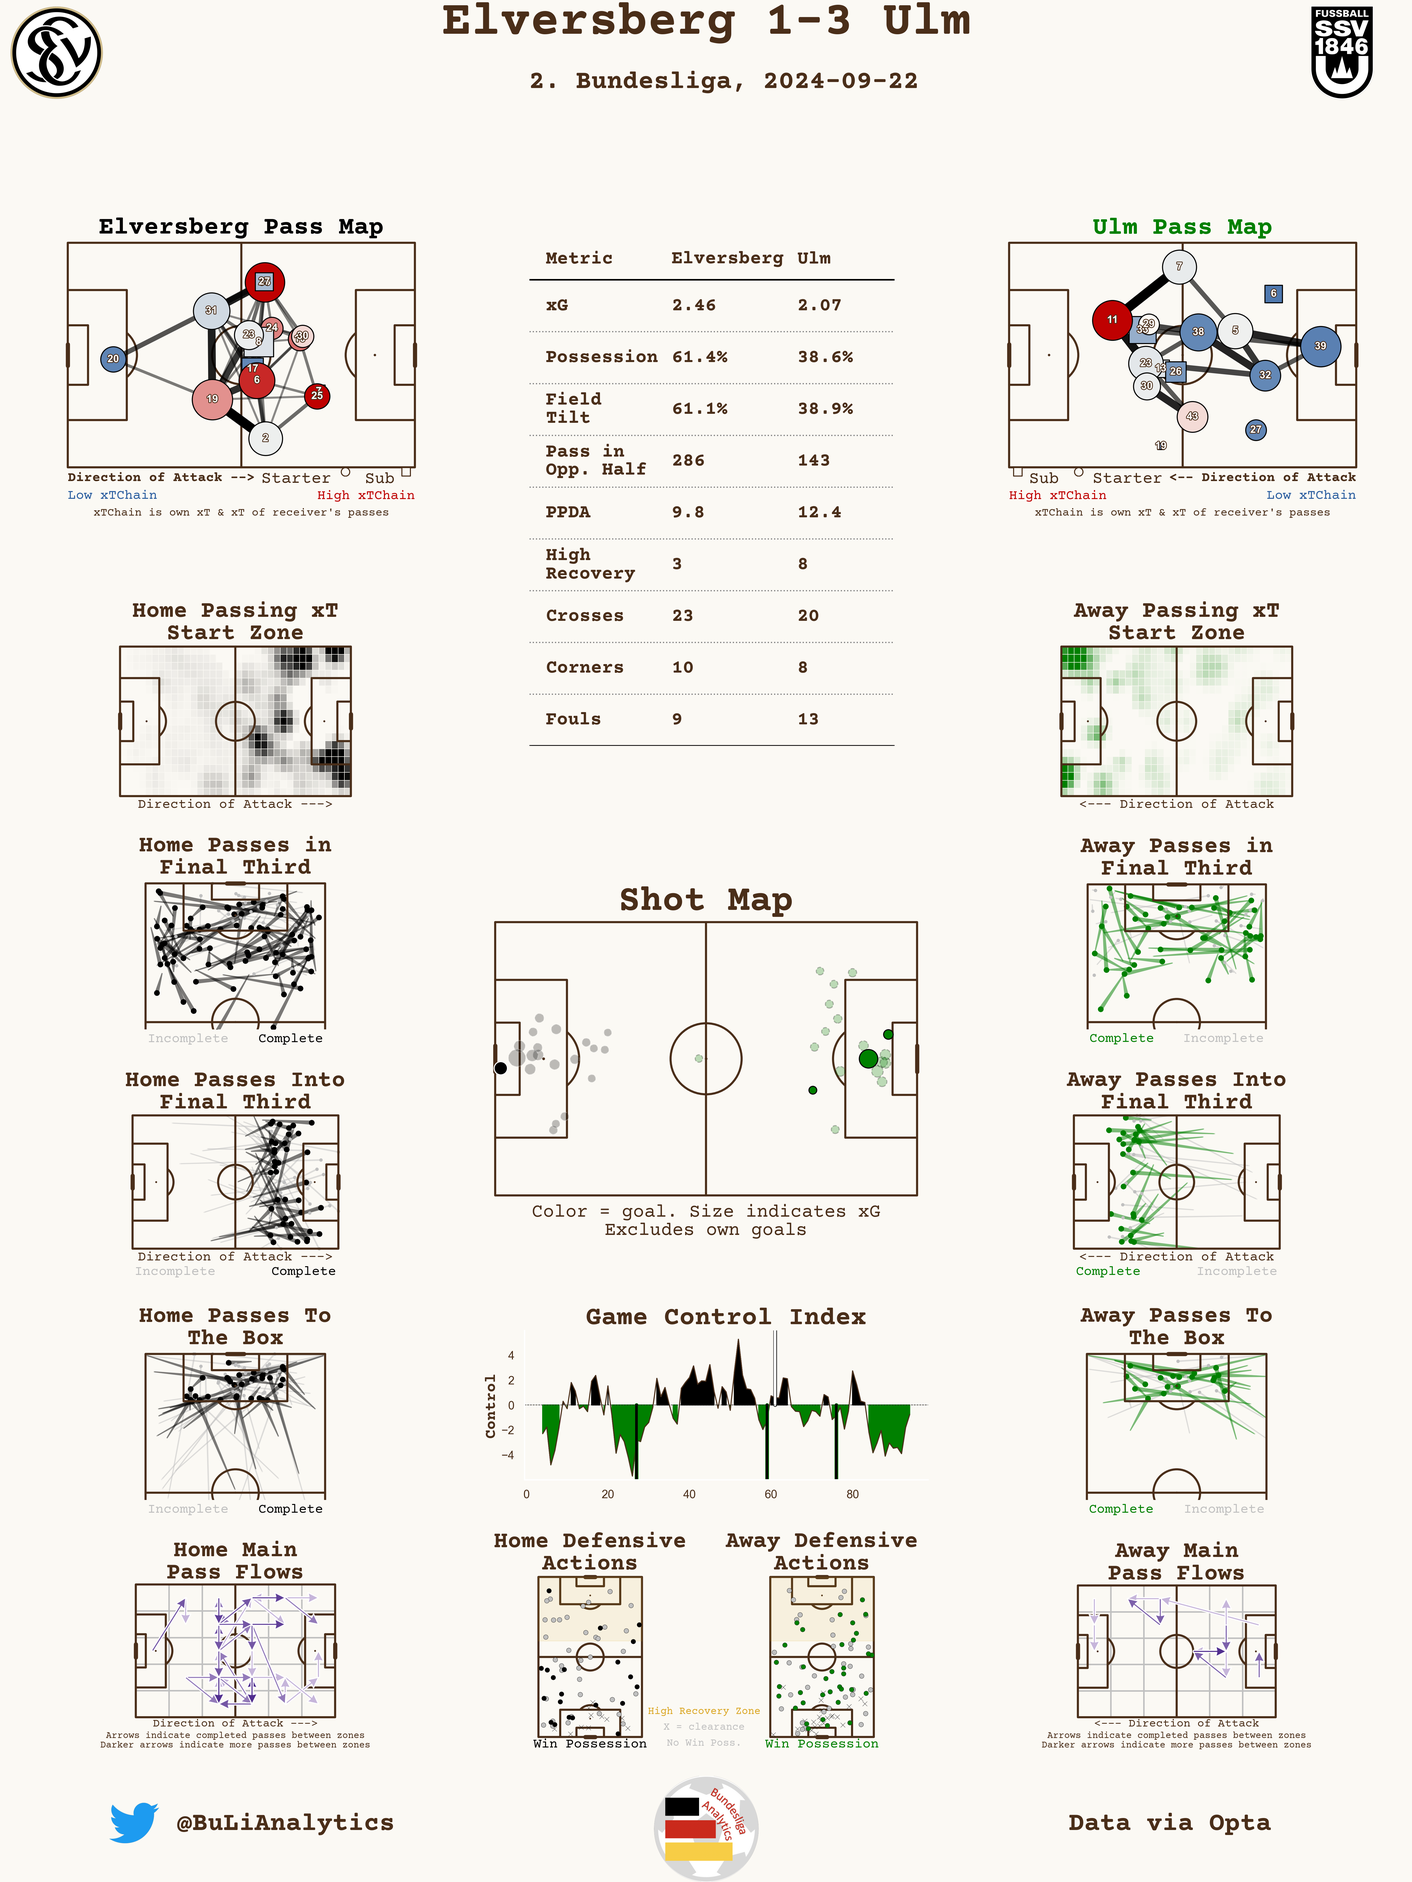 Elversberg 1-3 Ulm
2. Bundesliga, 2024-09-22
FUSSBALL
SSV
1846
Elversberg Pass Map
27
31
24
23
30
8
20
17
6
7
25
19
2
Direction of Attack --> Starter Sub
Low xTChain High xTChain
xTChain is own xT & xT of receiver's passes
Metric Elversberg Ulm
xG 2.46 2.07
Possession 61.4% 38.6%
Field
Tilt 61.1% 38.9%
Pass in
Opp. Half 286 143
PPDA 9.8 12.4
High
Recovery 3 8
Crosses 23 20
Corners 10 8
Fouls 9 13
Ulm Pass Map
7
6
11
29
38
5
39
23
13
26
32
30
43
27
19
Sub Starter <-- Direction of Attack
High xTChain Low xTChain
xTChain is own xT & xT of receiver's passes
Home Passing xT
Start Zone
Direction of Attack --->
Away Passing xT
Start Zone
<--- Direction of Attack
Home Passes in
Final Third
Incomplete Complete
Away Passes in
Final Third
Complete Incomplete
Shot Map
Color = goal. Size indicates xG
Excludes own goals
Home Passes Into
Final Third
Direction of Attack --->
Incomplete Complete
Away Passes Into
Final Third
<--- Direction of Attack
Complete Incomplete
Home Passes To
The Box
Incomplete Complete
Game Control Index
Control
4
2
0
−2
−4
0 20 40 60 80
Away Passes To
The Box
Complete Incomplete
Home Main
Pass Flows
Direction of Attack --->
Arrows indicate completed passes between zones
Darker arrows indicate more passes between zones
Home Defensive
Actions
Win Possession
High Recovery Zone
X = clearance
No Win Poss.
Away Defensive
Actions
Win Possession
Away Main
Pass Flows
<--- Direction of Attack
Arrows indicate completed passes between zones
Darker arrows indicate more passes between zones
@BuLiAnalytics
Bundesliga
Analytics
Data via Opta